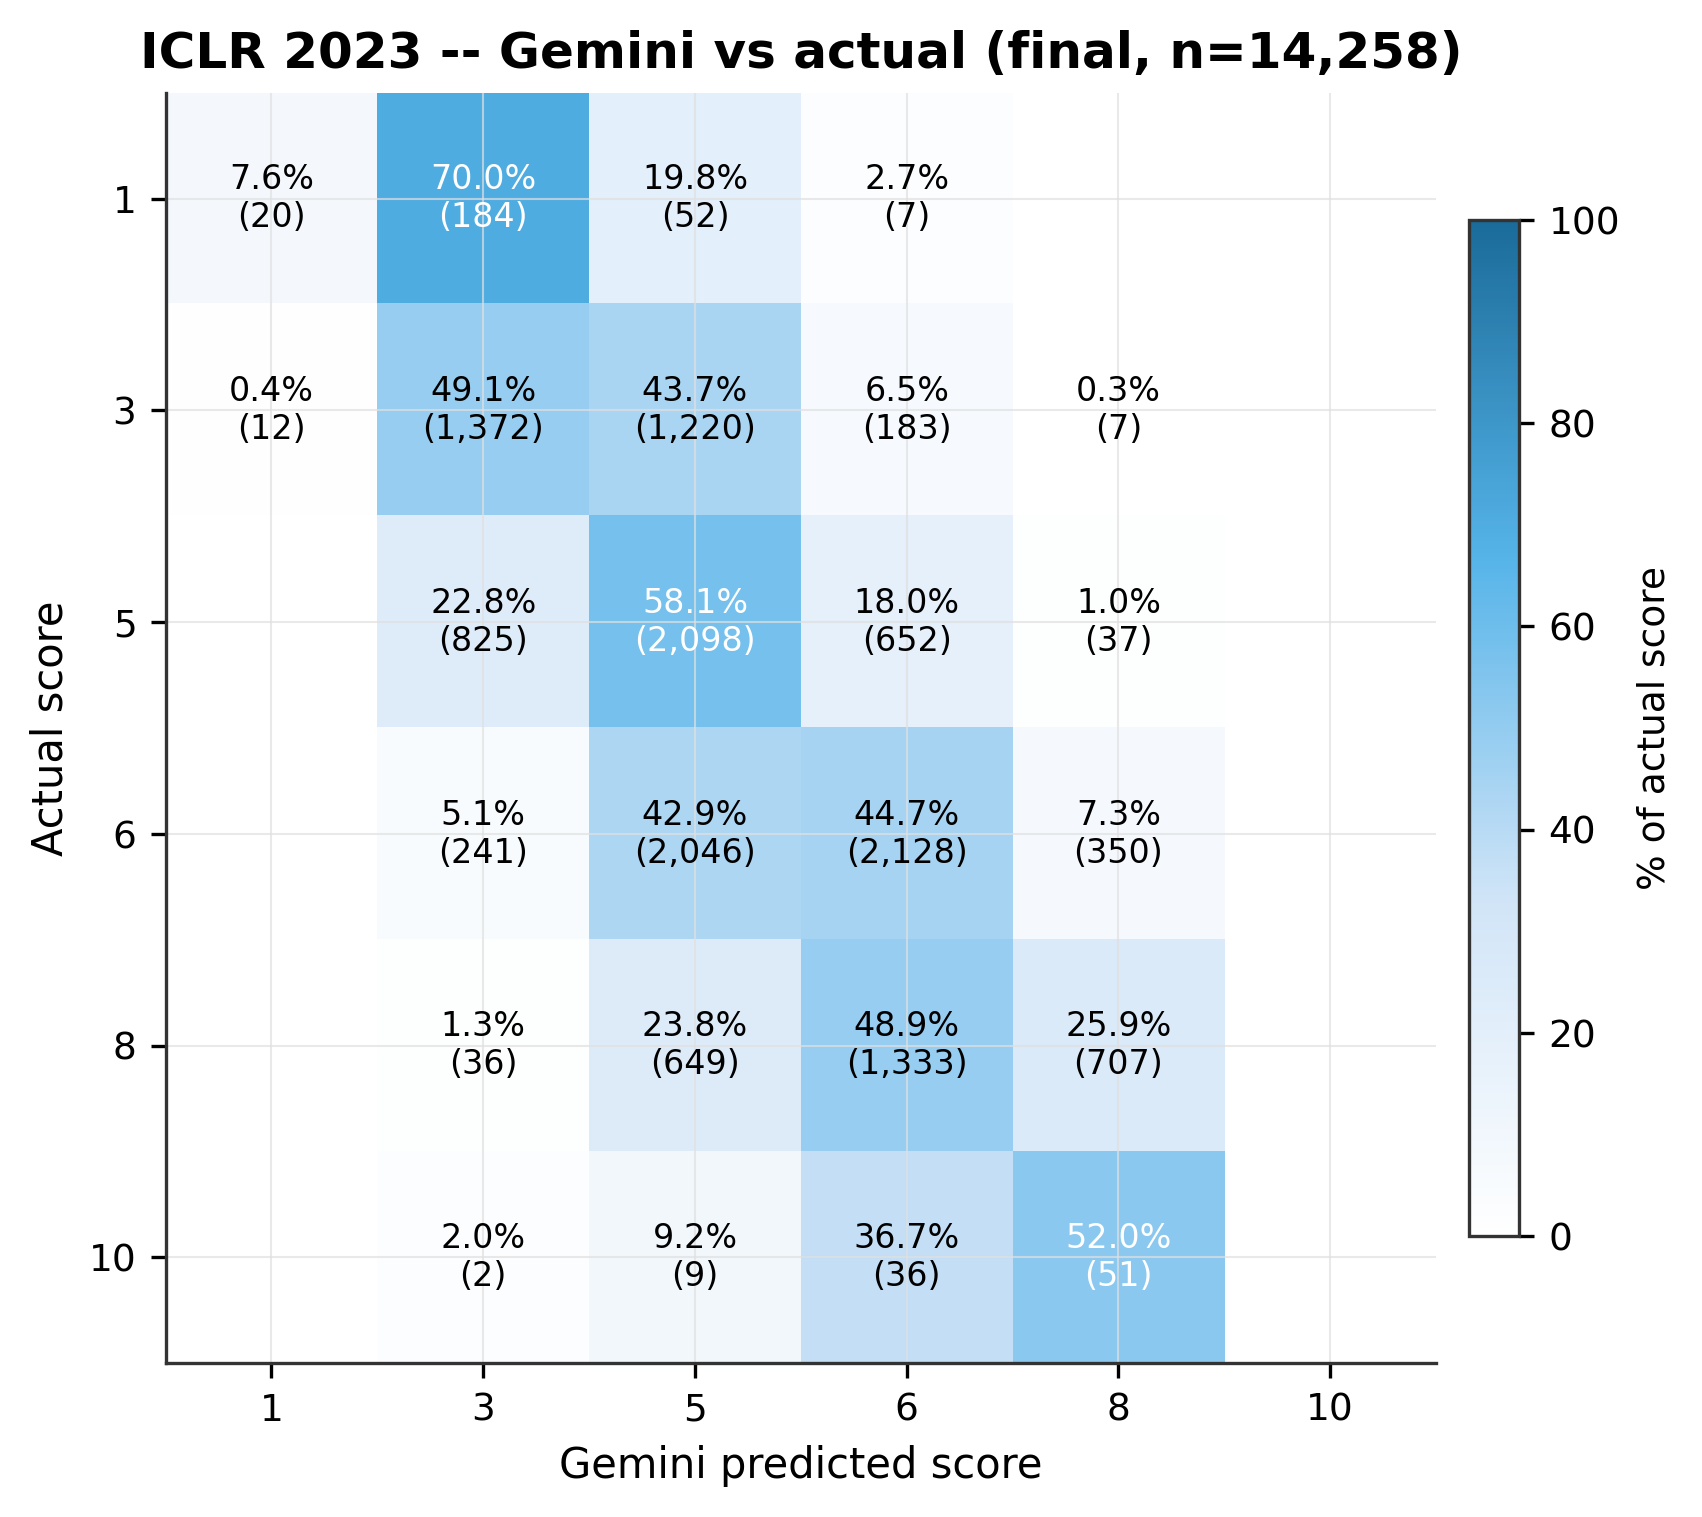 ICLR 2023 -- Gemini vs actual (final, n=14,258)
Actual score
1
7.6% 70.0% 19.8% 2.7%
(20) (184) (52) (7)
3
0.4% 49.1% 43.7% 6.5% 0.3%
(12) (1,372) (1,220) (183) (7)
5
22.8% 58.1% 18.0% 1.0%
(825) (2,098) (652) (37)
6
5.1% 42.9% 44.7% 7.3%
(241) (2,046) (2,128) (350)
8
1.3% 23.8% 48.9% 25.9%
(36) (649) (1,333) (707)
10
2.0% 9.2% 36.7% 52.0%
(2) (9) (36) (51)
1 3 5 6 8 10
Gemini predicted score
100
80
60
40
20
0
% of actual score